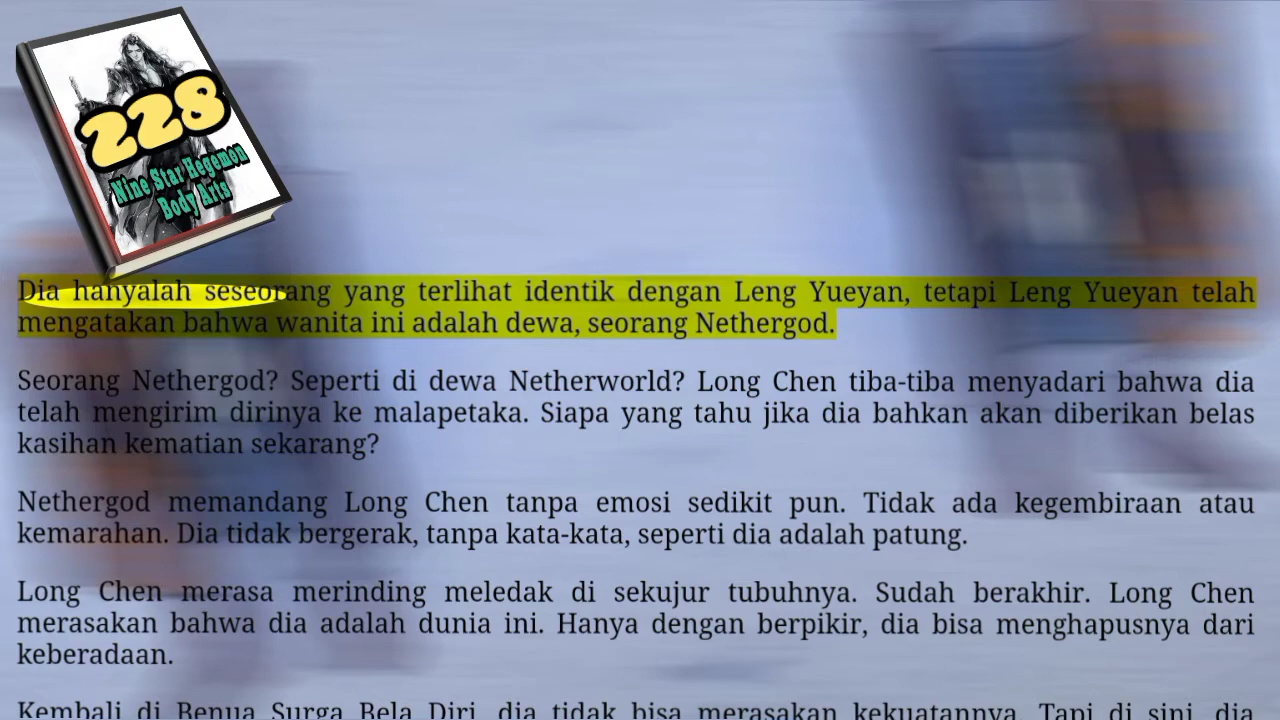 228
Nine Star Hegemon
Body Arts
Dia hanyalah seseorang yang terlihat identik dengan Leng Yueyan, tetapi Leng Yueyan telah
mengatakan bahwa wanita ini adalah dewa, seorang Nethergod.
Seorang Nethergod? Seperti di dewa Netherworld? Long Chen tiba-tiba menyadari bahwa dia
telah mengirim dirinya ke malapetaka. Siapa yang tahu jika dia bahkan akan diberikan belas
kasihan kematian sekarang?
Nethergod memandang Long Chen tanpa emosi sedikit pun. Tidak ada kegembiraan atau
kemarahan. Dia tidak bergerak, tanpa kata-kata, seperti dia adalah patung.
Long Chen merasa merinding meledak di sekujur tubuhnya. Sudah berakhir. Long Chen
merasakan bahwa dia adalah dunia ini. Hanya dengan berpikir, dia bisa menghapusnya dari
keberadaan.
Kembali di Benua Surga Bela Diri, dia tidak bisa merasakan kekuatannya. Tapi di sini, dia